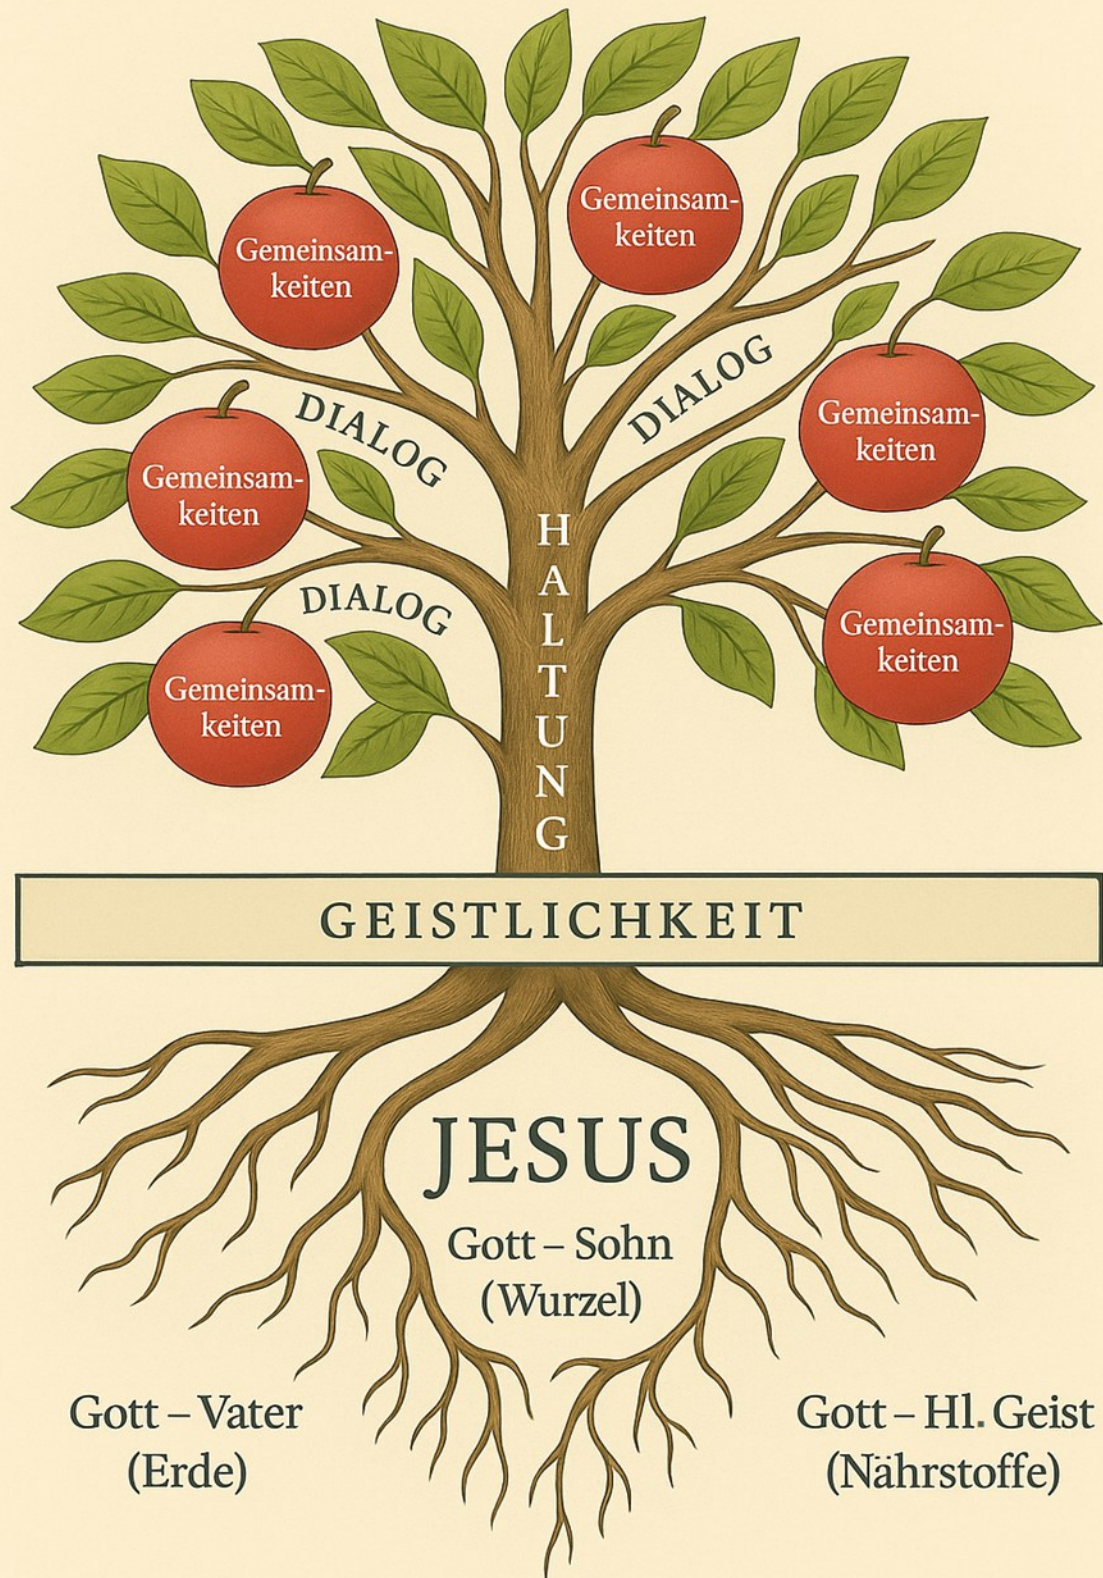 Gemeinsam-
keiten
Gemeinsam-
keiten
DIALOG
DIALOG
Gemeinsam-
keiten
Gemeinsam-
keiten
HALTUNG
DIALOG
Gemeinsam-
keiten
Gemeinsam-
keiten
GEISTLICHKEIT
JESUS
Gott – Sohn
(Wurzel)
Gott – Vater
(Erde)
Gott – Hl. Geist
(Nährstoffe)